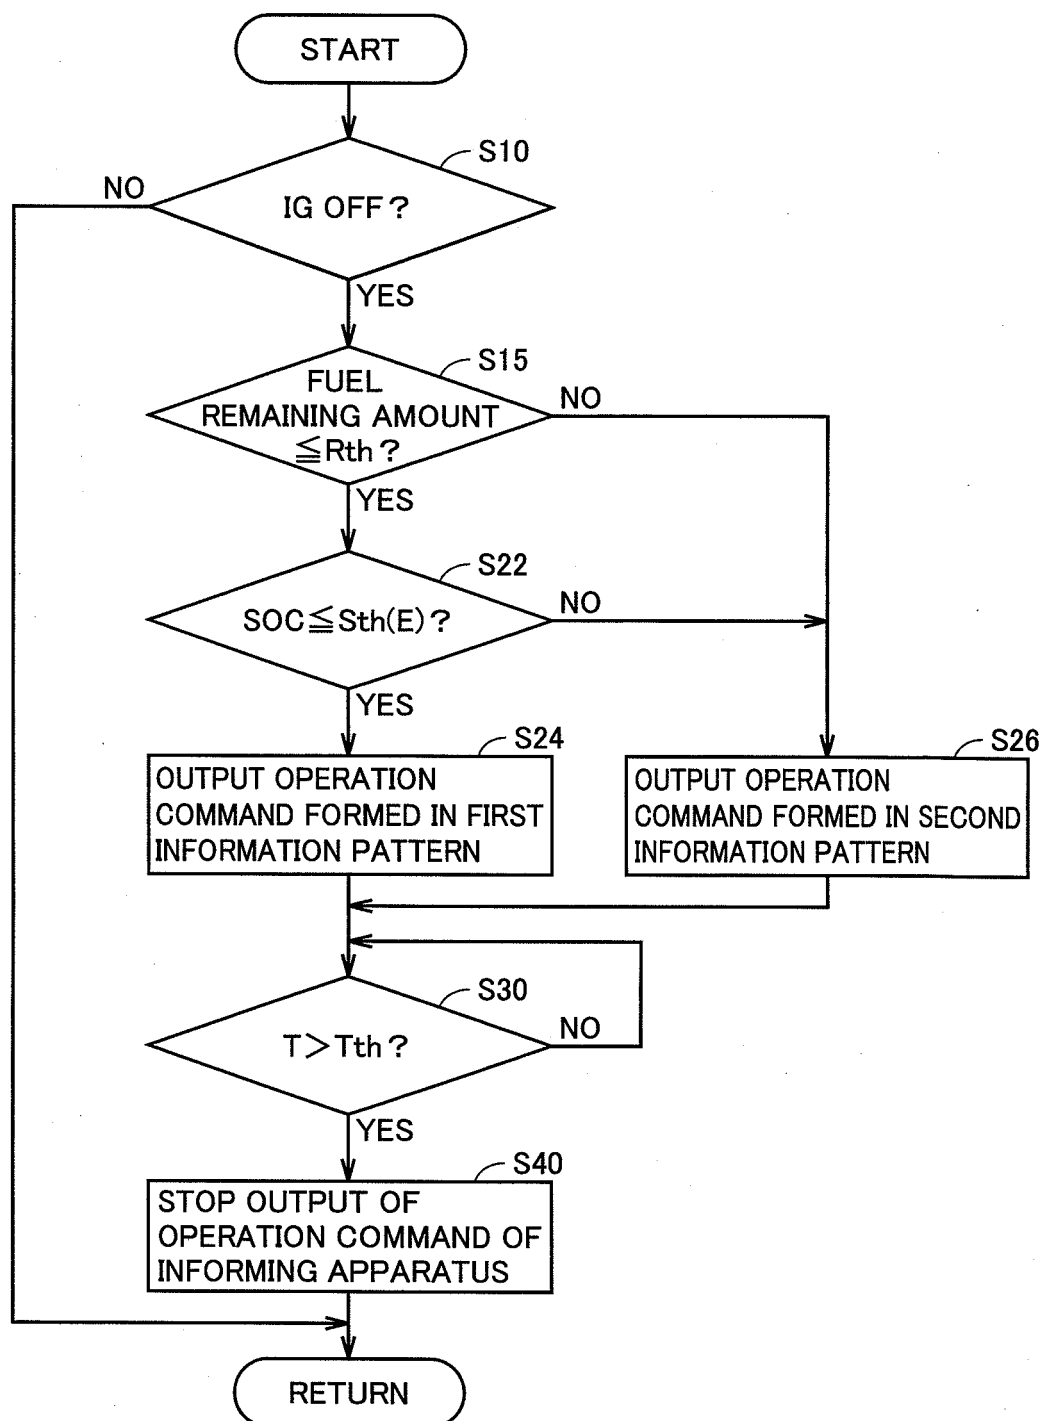 START
S10
NO
IG OFF?
YES
S15
FUEL
REMAINING AMOUNT
≦Rth?
NO
YES
S22
SOC≦Sth(E)?
NO
YES
S24
OUTPUT OPERATION
COMMAND FORMED IN FIRST
INFORMATION PATTERN
S26
OUTPUT OPERATION
COMMAND FORMED IN SECOND
INFORMATION PATTERN
S30
T>Tth?
NO
YES
S40
STOP OUTPUT OF
OPERATION COMMAND OF
INFORMING APPARATUS
RETURN